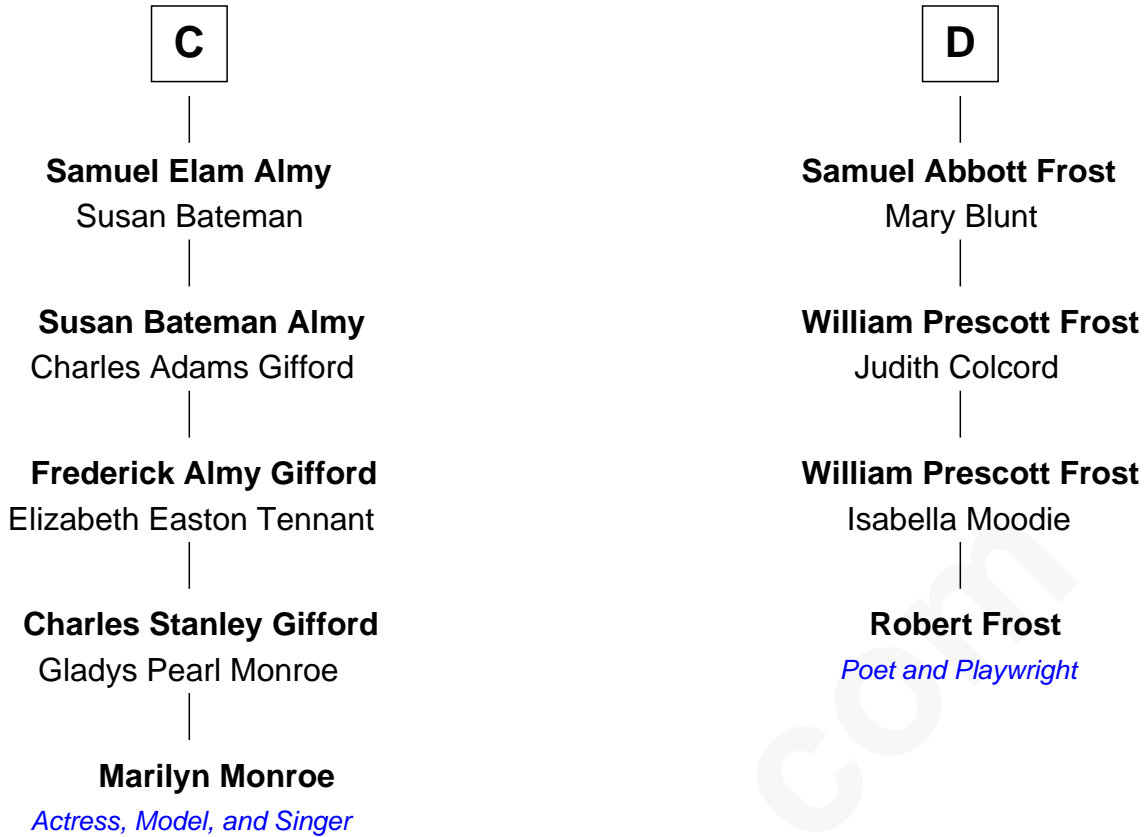 C
Samuel Elam Almy
Susan Bateman
Susan Bateman Almy
Charles Adams Gifford
Frederick Almy Gifford
Elizabeth Easton Tennant
Charles Stanley Gifford
Gladys Pearl Monroe
Marilyn Monroe
Actress, Model, and Singer
D
Samuel Abbott Frost
Mary Blunt
William Prescott Frost
Judith Colcord
William Prescott Frost
Isabella Moodie
Robert Frost
Poet and Playwright
com